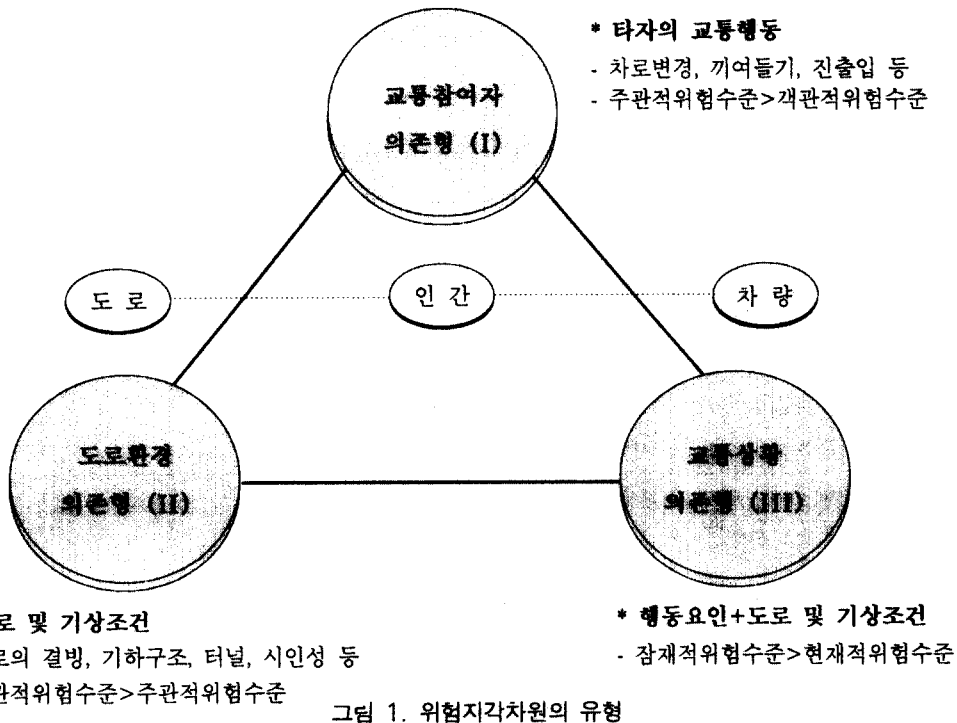 * 타자의 교통행동
- 차로변경, 끼여들기, 진출입 등
- 주관적위험수준>객관적위험수준
교통참여자
의존형 (I)
도 로
인 간
차 량
도로환경
의존형 (II)
교통상황
의존형 (III)
로 및 기상조건
로의 결빙, 기하구조, 터널, 시인성 등
관적위험수준>주관적위험수준
* 행동요인+도로 및 기상조건
- 잠재적위험수준>현재적위험수준
그림 1. 위험지각차원의 유형